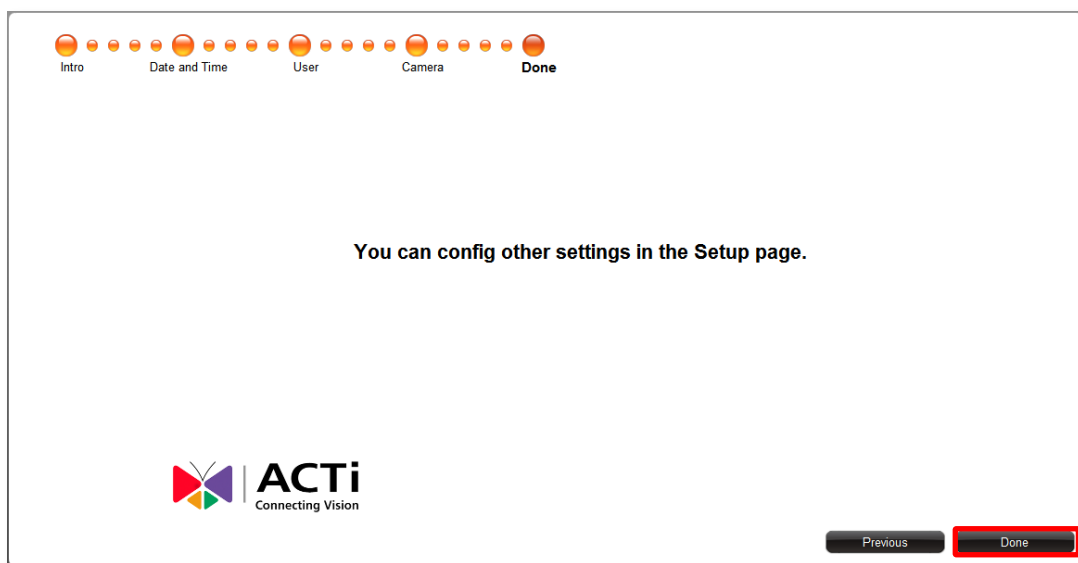 Intro Date and Time User Camera Done
You can config other settings in the Setup page.
ACTi
Connecting Vision
Previous Done